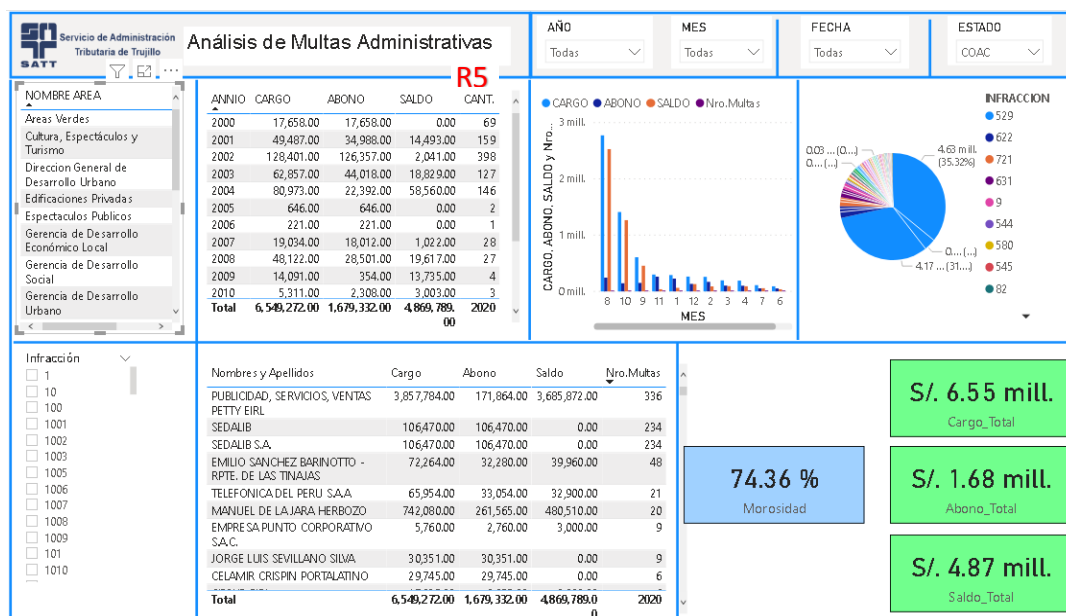 SATT
Servicio de Administración
Tributaria de Trujillo
Análisis de Multas Administrativas
AÑO
Todas
MES
Todas
FECHA
Todas
ESTADO
COAC
R5
NOMBRE AREA
Areas Verdes
Cultura, Espectáculos y
Turismo
Direccion General de
Desarrollo Urbano
Edificaciones Privadas
Espectaculos Publicos
Gerencia de Desarrollo
Económico Local
Gerencia de Desarrollo
Social
Gerencia de Desarrollo
Urbano
ANNIO CARGO ABONO SALDO CANT.
2000 17,658.00 17,658.00 0.00 69
2001 49,487.00 34,988.00 14,493.00 159
2002 128,401.00 126,357.00 2,041.00 398
2003 62,857.00 44,018.00 18,829.00 127
2004 80,973.00 22,392.00 58,560.00 146
2005 646.00 646.00 0.00 2
2006 221.00 221.00 0.00 1
2007 19,034.00 18,012.00 1,022.00 28
2008 48,122.00 28,501.00 19,617.00 27
2009 14,091.00 354.00 13,735.00 4
2010 5,311.00 2,308.00 3,003.00 3
Total 6,549,272.00 1,679,332.00 4,869,789.00 2020
CARGO ABONO SALDO Nro.Multas
CARGO, ABONO, SALDO y Nro...
3 mill.
2 mill.
1 mill.
0 mill.
8 10 9 11 1 12 2 3 4 7 6
MES
0.03 ... (0....)
0.... (...)
4.63 mill.
(35.32%)
0.... (...)
4.17 ... (31....)
INFRACCION
529
622
721
631
9
544
580
545
82
Infracción
1
10
100
1001
1002
1003
1005
1006
1007
1008
1009
101
1010
Nombres y Apellidos Cargo Abono Saldo Nro.Multas
PUBLICIDAD, SERVICIOS, VENTAS 3,857,784.00 171,864.00 3,685,872.00 336
PETTY EIRL
SEDALIB 106,470.00 106,470.00 0.00 234
SEDALIB S.A. 106,470.00 106,470.00 0.00 234
EMILIO SANCHEZ BARINOTTO - 72,264.00 32,280.00 39,960.00 48
RPTE. DE LAS TINAJAS
TELEFONICA DEL PERU S.A.A 65,954.00 33,054.00 32,900.00 21
MANUEL DE LA JARA HERBOZO 742,080.00 261,565.00 480,510.00 20
EMPRESA PUNTO CORPORATIVO 5,760.00 2,760.00 3,000.00 9
S.A.C.
JORGE LUIS SEVILLANO SILVA 30,351.00 30,351.00 0.00 9
CELAMIR CRISPIN PORTALATINO 29,745.00 29,745.00 0.00 6
Total 6,549,272.00 1,679,332.00 4,869,789.00 2020
74.36 %
Morosidad
S/. 6.55 mill.
Cargo_Total
S/. 1.68 mill.
Abono_Total
S/. 4.87 mill.
Saldo_Total